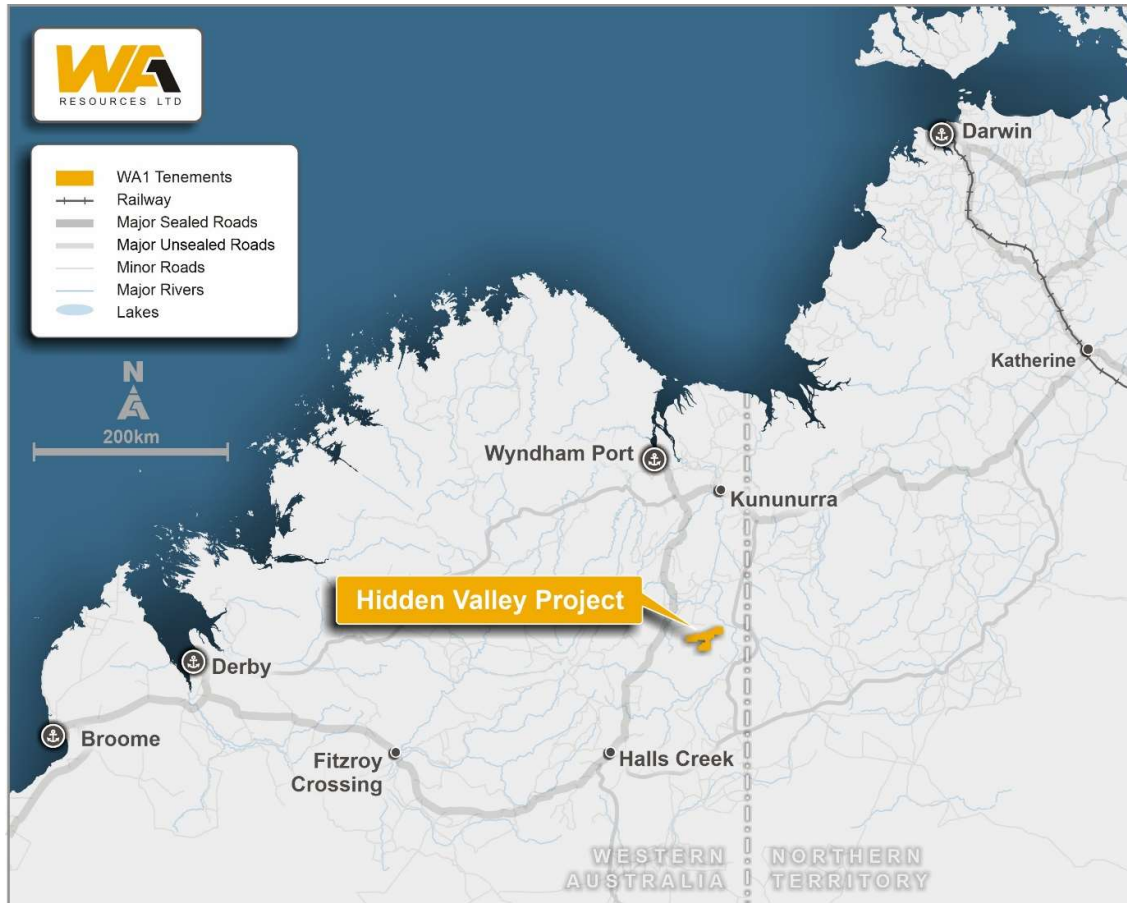 WA1
RESOURCES LTD
WA1 Tenements
Railway
Major Sealed Roads
Major Unsealed Roads
Minor Roads
Major Rivers
Lakes
N
200km
Darwin
Katherine
Wyndham Port
Kununurra
Hidden Valley Project
Derby
Broome
Fitzroy
Crossing
Halls Creek
WESTERN
AUSTRALIA
NORTHERN
TERRITORY